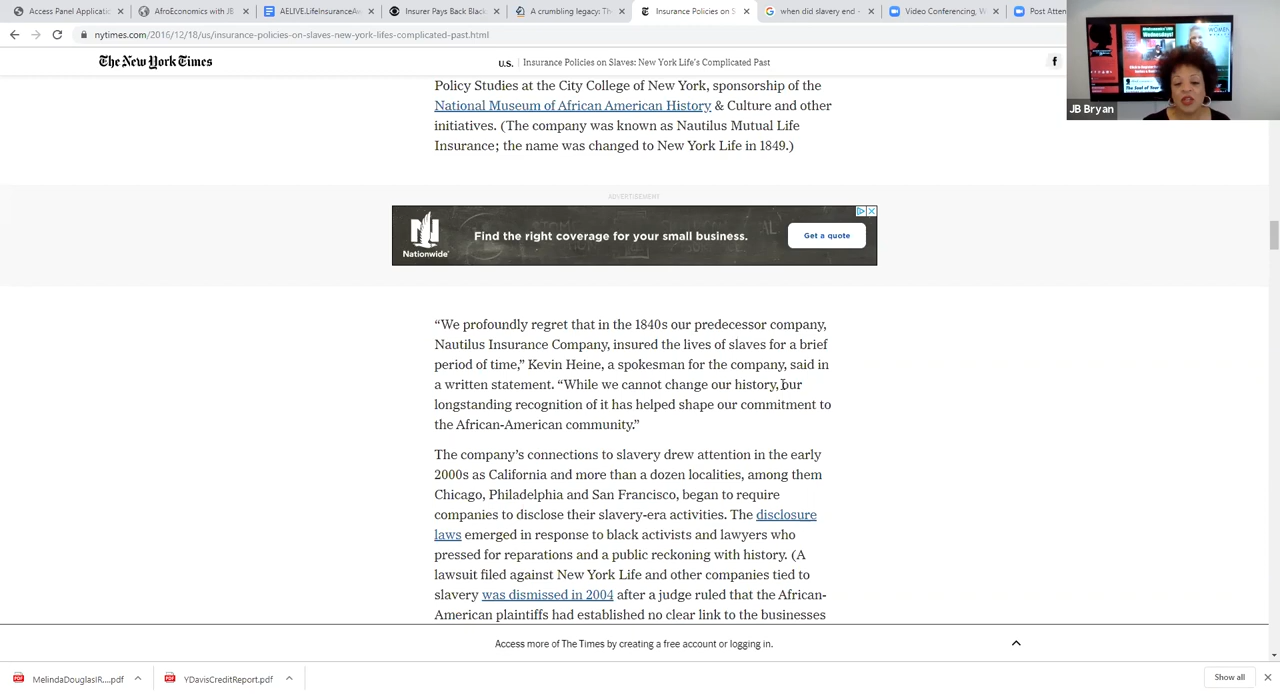 Access Panel Applicatic
AfroEconomics with JB
AELIVE.LifeInsuranceAw
Insurer Pays Back Black
A crumbling legacy: Th
Insurance Policies on S
when did slavery end -
Video Conferencing, W
Post Atten
nytimes.com/2016/12/18/us/insurance-policies-on-slaves-new-york-lifes-complicated-past.html
The New York Times
U.S. | Insurance Policies on Slaves: New York Life's Complicated Past
JB Bryan
Policy Studies at the City College of New York, sponsorship of the
National Museum of African American History & Culture and other
initiatives. (The company was known as Nautilus Mutual Life
Insurance; the name was changed to New York Life in 1849.)
ADVERTISEMENT
Nationwide
Find the right coverage for your small business.
Get a quote
“We profoundly regret that in the 1840s our predecessor company,
Nautilus Insurance Company, insured the lives of slaves for a brief
period of time,” Kevin Heine, a spokesman for the company, said in
a written statement. “While we cannot change our history, our
longstanding recognition of it has helped shape our commitment to
the African-American community.”
The company’s connections to slavery drew attention in the early
2000s as California and more than a dozen localities, among them
Chicago, Philadelphia and San Francisco, began to require
companies to disclose their slavery-era activities. The disclosure
laws emerged in response to black activists and lawyers who
pressed for reparations and a public reckoning with history. (A
lawsuit filed against New York Life and other companies tied to
slavery was dismissed in 2004 after a judge ruled that the African-
American plaintiffs had established no clear link to the businesses
Access more of The Times by creating a free account or logging in.
MelindaDouglasIR....pdf
YDavisCreditReport.pdf
Show all